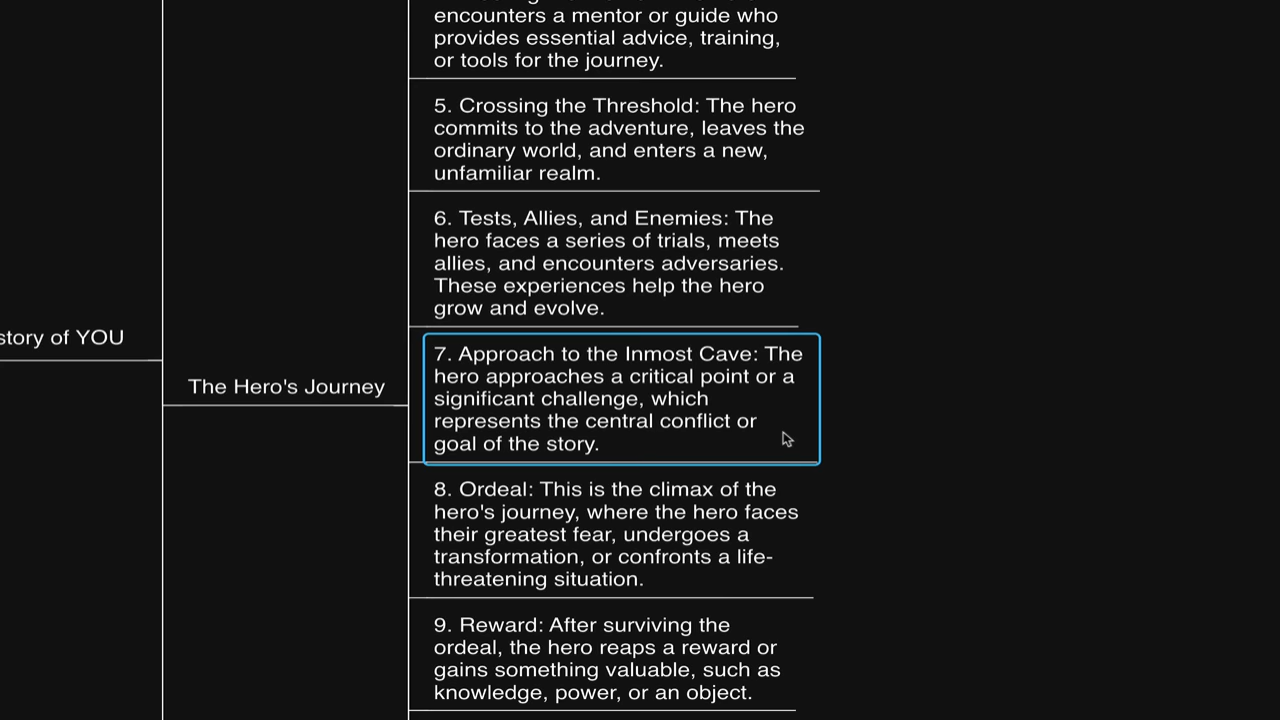 encounters a mentor or guide who
provides essential advice, training,
or tools for the journey.
5. Crossing the Threshold: The hero
commits to the adventure, leaves the
ordinary world, and enters a new,
unfamiliar realm.
6. Tests, Allies, and Enemies: The
hero faces a series of trials, meets
allies, and encounters adversaries.
These experiences help the hero
grow and evolve.
story of YOU
The Hero's Journey
7. Approach to the Inmost Cave: The
hero approaches a critical point or a
significant challenge, which
represents the central conflict or
goal of the story.
8. Ordeal: This is the climax of the
hero's journey, where the hero faces
their greatest fear, undergoes a
transformation, or confronts a life-
threatening situation.
9. Reward: After surviving the
ordeal, the hero reaps a reward or
gains something valuable, such as
knowledge, power, or an object.